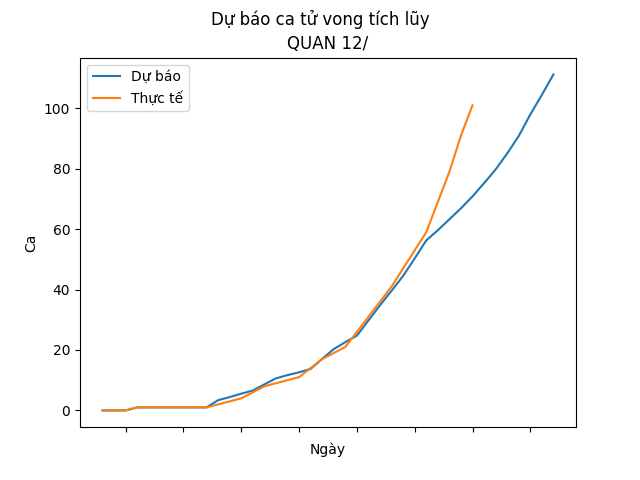 Dự báo ca tử vong tích lũy
QUAN 12/
Dự báo
Thực tế
100
80
60
40
20
0
Ca
Ngày